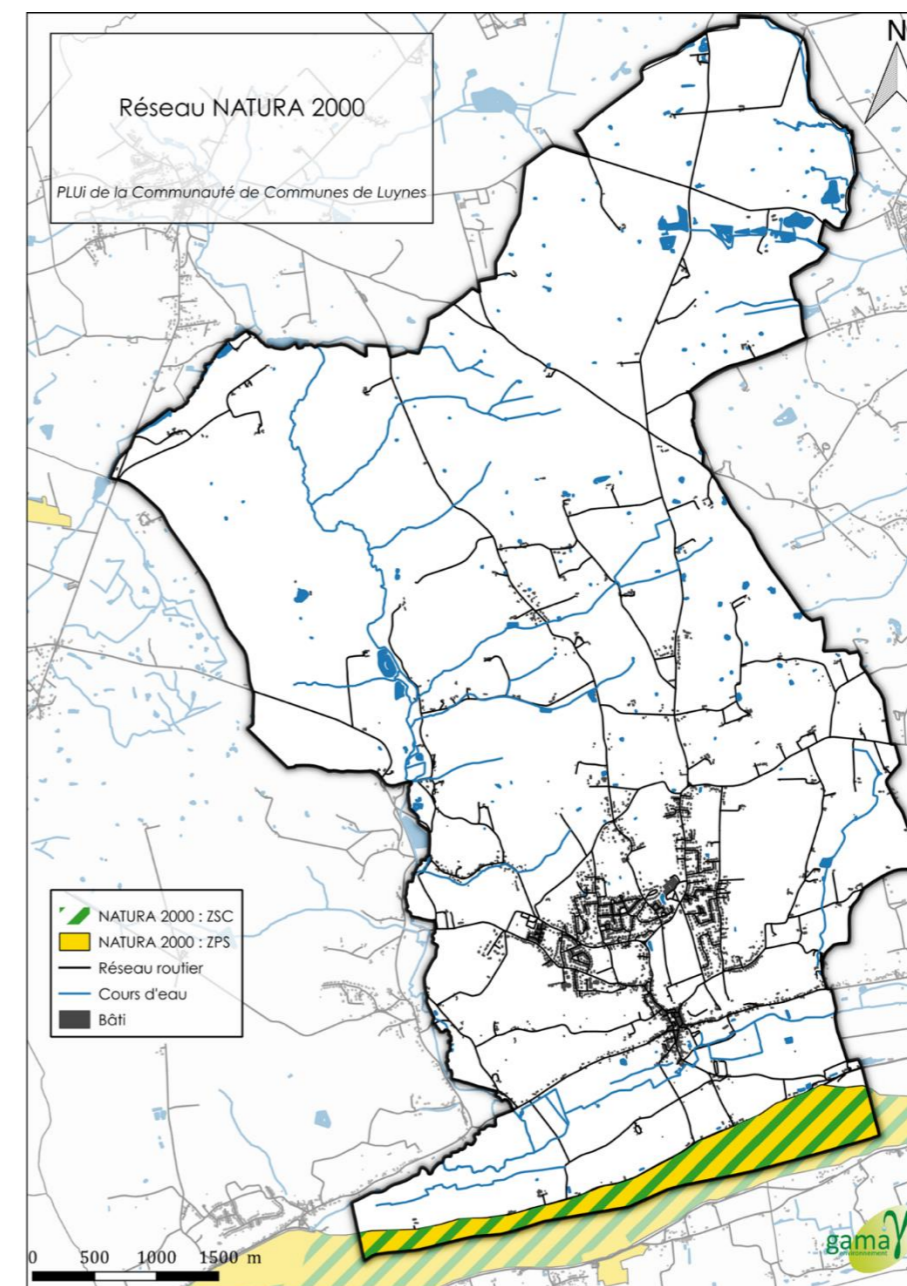 N
Réseau NATURA 2000
PLUi de la Communauté de Communes de Luynes
NATURA 2000 : ZSC
NATURA 2000 : ZPS
Réseau routier
Cours d'eau
Bâti
0 500 1000 1500 m
gama
environnement